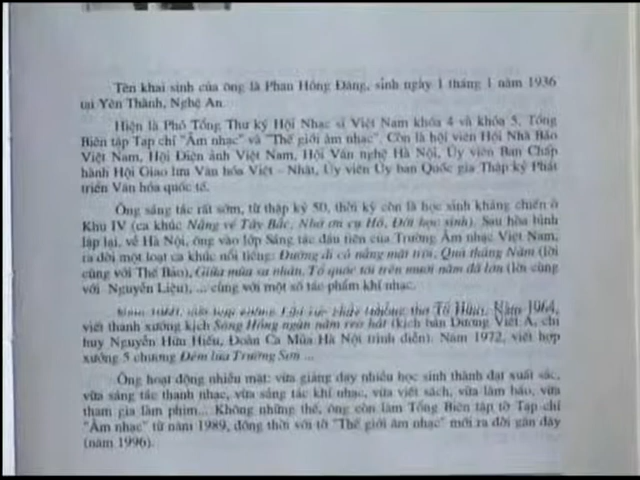 Tên khai sinh của ông là Phan Hồng Đăng, sinh ngày 1 tháng 1 năm 1936
tại Yên Thành, Nghệ An.
Hiện là Phó Tổng Thư ký Hội Nhạc sĩ Việt Nam khóa 4 và khóa 5, Tổng
Biên tập Tạp chí "Âm nhạc" và "Thế giới âm nhạc". Còn là hội viên Hội Nhà Báo
Việt Nam, Hội Điện ảnh Việt Nam, Hội Văn nghệ Hà Nội, Ủy viên Ban Chấp
hành Hội Giao lưu Văn hóa Việt - Nhật, Ủy viên Ủy ban Quốc gia Thập kỷ Phát
triển Văn hóa quốc tế.
Ông sáng tác rất sớm, từ thập kỷ 50, thời kỳ còn là học sinh kháng chiến ở
Khu IV (ca khúc Nắng về Tây Bắc, Nhớ ơn cụ Hồ, Đời học sinh). Sau hòa bình
lập lại, về Hà Nội, ông vào lớp Sáng tác đầu tiên của Trường Âm nhạc Việt Nam,
ra đời một loạt ca khúc nổi tiếng: Đường đi có nắng mặt trời, Quả tháng Năm (lời
cùng với Thế Bảo), Giữa mùa sa nhân, Tổ quốc tôi trên mười năm đã lớn (lời cùng
với Nguyễn Liệu), ... cùng với một số tác phẩm khí nhạc.
thơ Tố Hữu. Năm 1964,
viết thanh xướng kịch Sông Hồng ngàn năm reo hát (kịch bản Dương Viết Á, chỉ
huy Nguyễn Hữu Hiếu, Đoàn Ca Múa Hà Nội trình diễn). Năm 1972, viết hợp
xướng 5 chương Đêm lửa Trường Sơn ...
Ông hoạt động nhiều mặt: vừa giảng dạy nhiều học sinh thành đạt xuất sắc,
vừa sáng tác thanh nhạc, vừa sáng tác khí nhạc, vừa viết sách, vừa làm báo, vừa
tham gia làm phim... Không những thế, ông còn làm Tổng Biên tập tờ Tạp chí
"Âm nhạc" từ năm 1989, đồng thời với tờ "Thế giới âm nhạc" mới ra đời gần đây
(năm 1996).